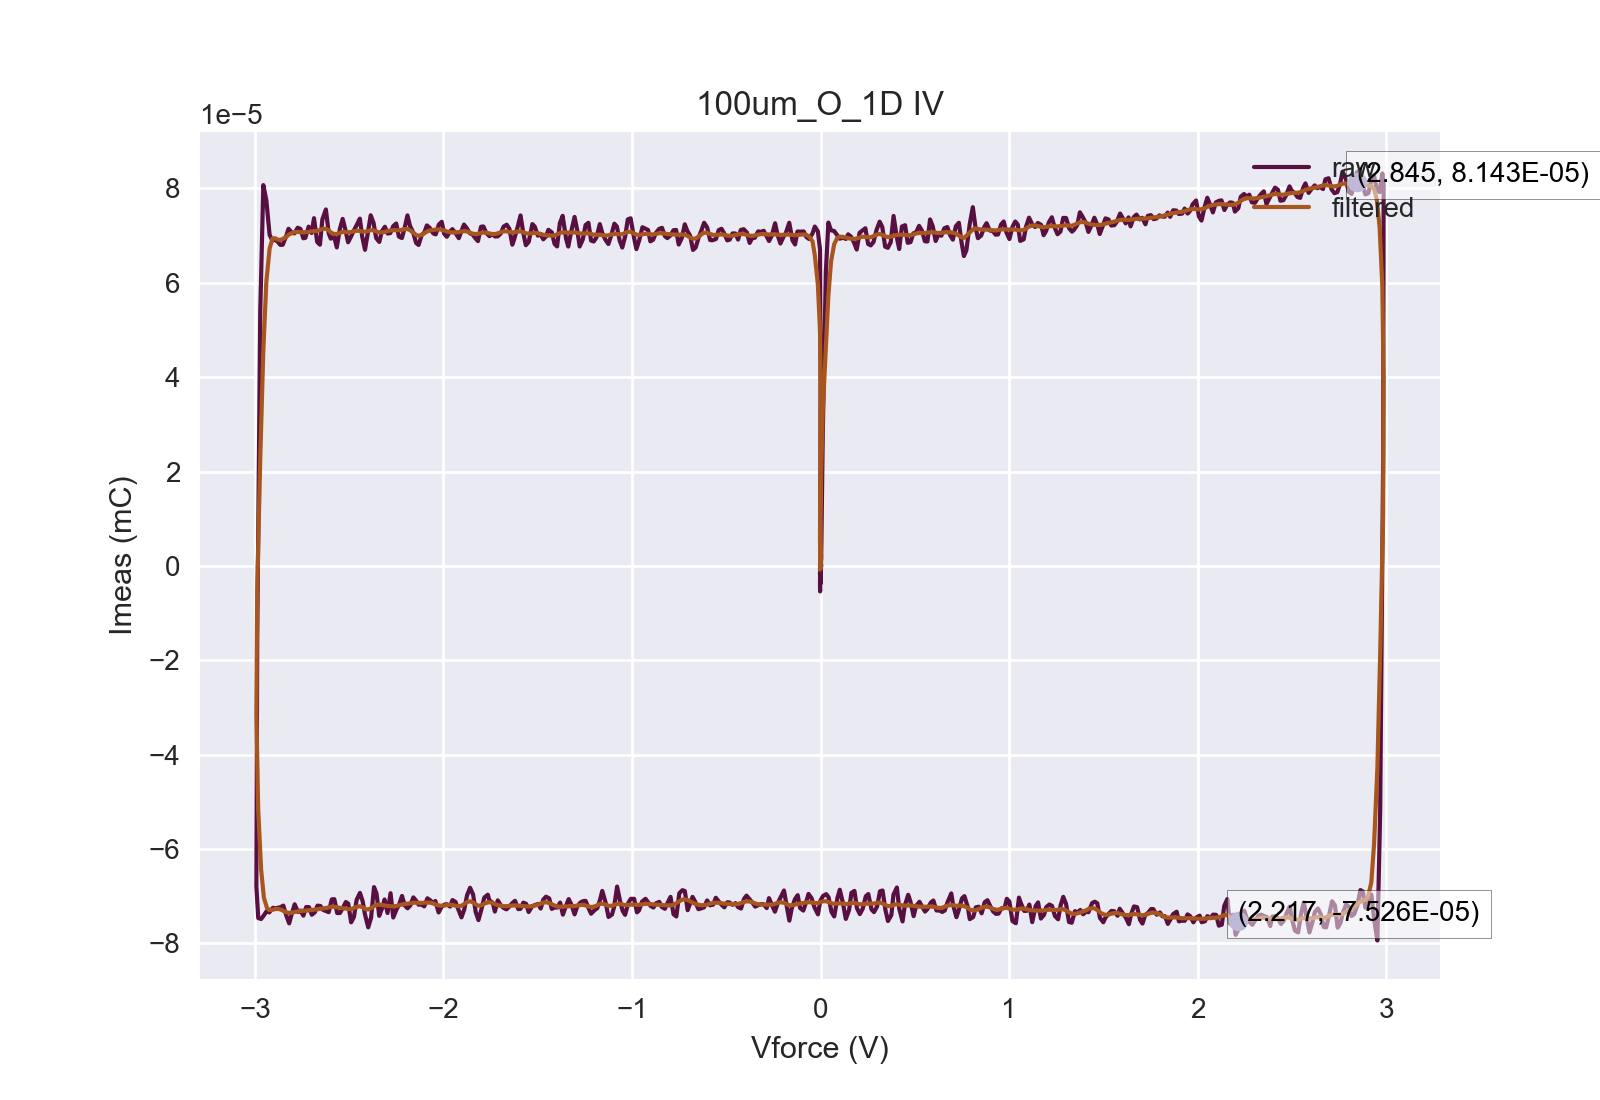 100um_O_1D IV
1e−5
raw
(2.845, 8.143E-05)
filtered
8
6
4
2
0
−2
−4
−6
−8
Imeas (mC)
(2.217, -7.526E-05)
−3
−2
−1
0
1
2
3
Vforce (V)